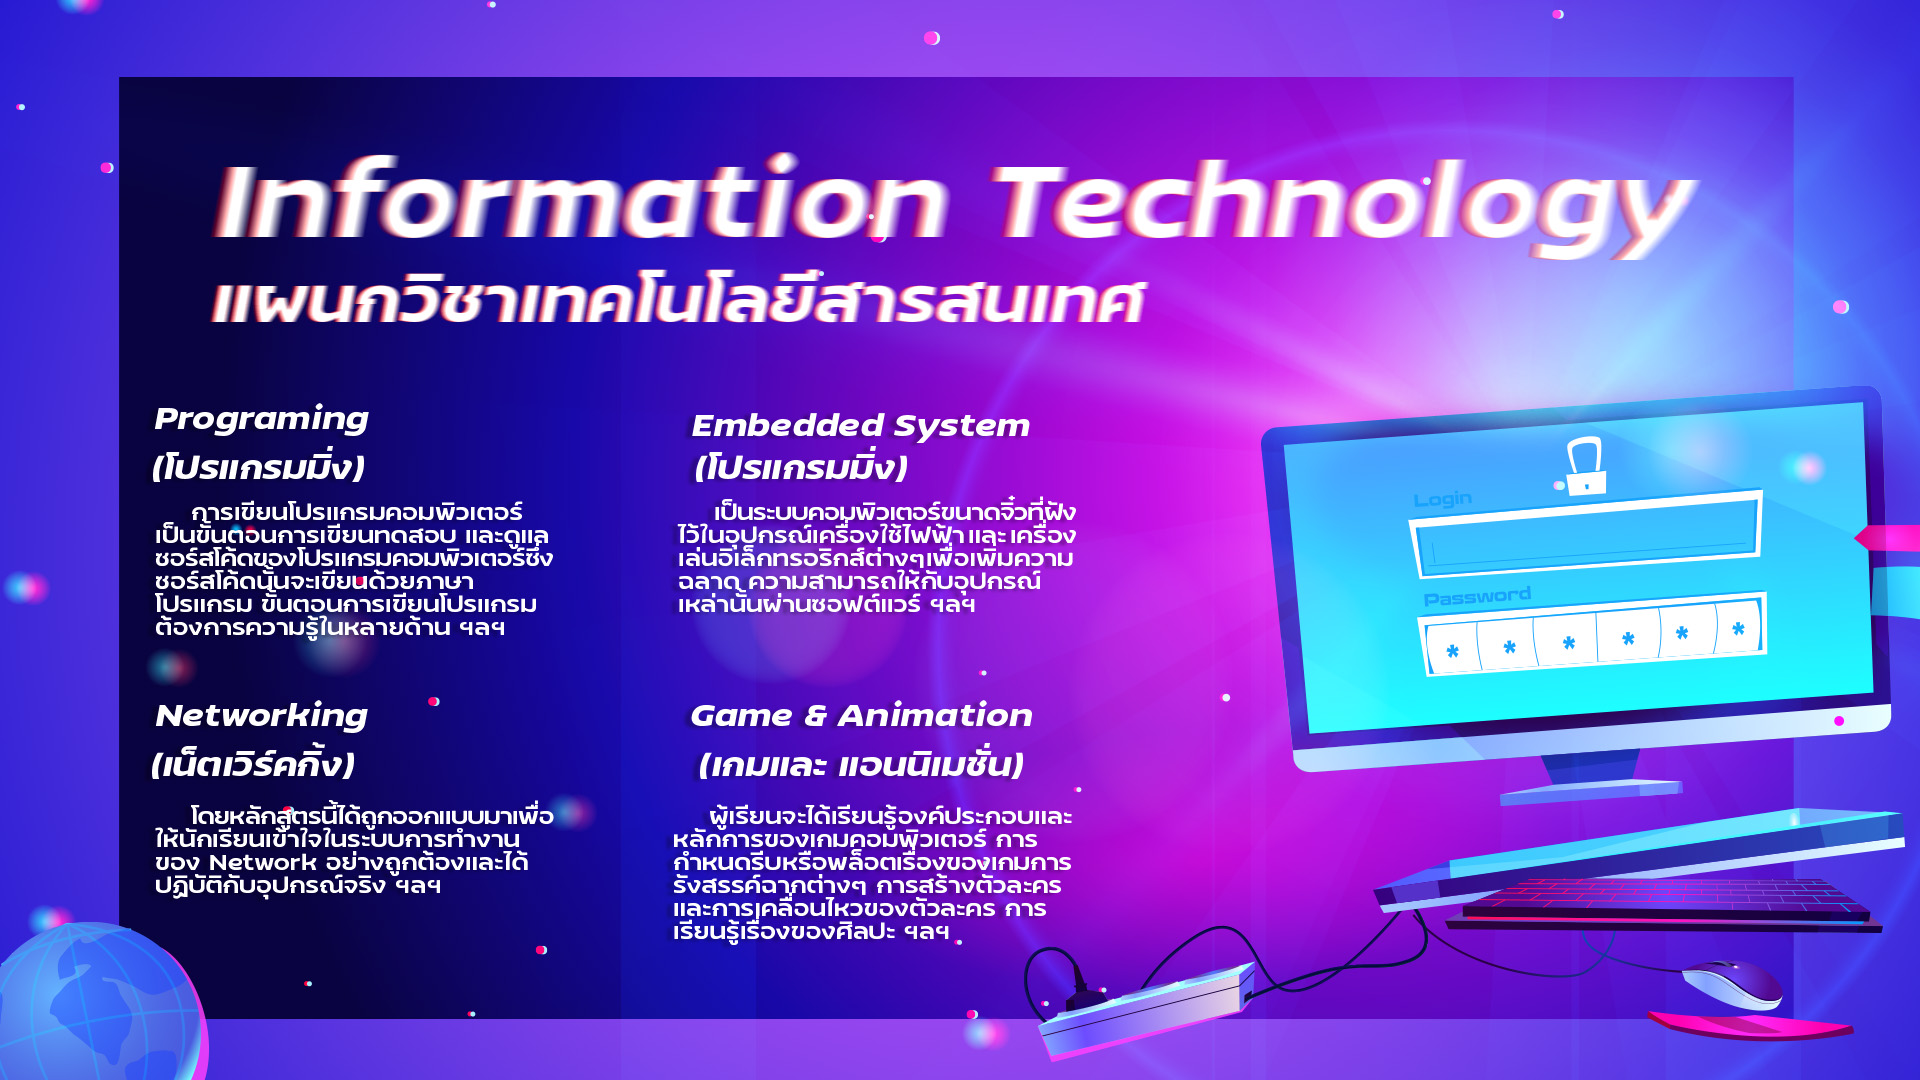 Information Technology
แผนกวิชาเทคโนโลยีสารสนเทศ
Programing
(โปรแกรมมิ่ง)
การเขียนโปรแกรมคอมพิวเตอร์
เป็นขั้นตอนการเขียนทดสอบ และดูแล
ซอร์สโค้ดของโปรแกรมคอมพิวเตอร์ซึ่ง
ซอร์สโค้ดนั้นจะเขียนด้วยภาษา
โปรแกรม ขั้นตอนการเขียนโปรแกรม
ต้องการความรู้ในหลายด้าน ฯลฯ
Embedded System
(โปรแกรมมิ่ง)
เป็นระบบคอมพิวเตอร์ขนาดจิ๋วที่ฝัง
ไว้ในอุปกรณ์เครื่องใช้ไฟฟ้า และ เครื่อง
เล่นอิเล็กทรอริกส์ต่างๆเพื่อเพิ่มความ
ฉลาด ความสามารถให้กับอุปกรณ์
เหล่านั้นผ่านซอฟต์แวร์ ฯลฯ
Networking
(เน็ตเวิร์คกิ้ง)
โดยหลักสูตรนี้ได้ถูกออกแบบมาเพื่อ
ให้นักเรียนเข้าใจในระบบการทำงาน
ของ Network อย่างถูกต้องและได้
ปฏิบัติกับอุปกรณ์จริง ฯลฯ
Game & Animation
(เกมและ แอนนิเมชั่น)
ผู้เรียนจะได้เรียนรู้องค์ประกอบและ
หลักการของเกมคอมพิวเตอร์ การ
กำหนดรีบหรือพล็อตเรื่องของเกมการ
รังสรรค์ฉากต่างๆ การสร้างตัวละคร
และการเคลื่อนไหวของตัวละคร การ
เรียนรู้เรื่องของศิลปะ ฯลฯ
Login
Password
* * * * * *